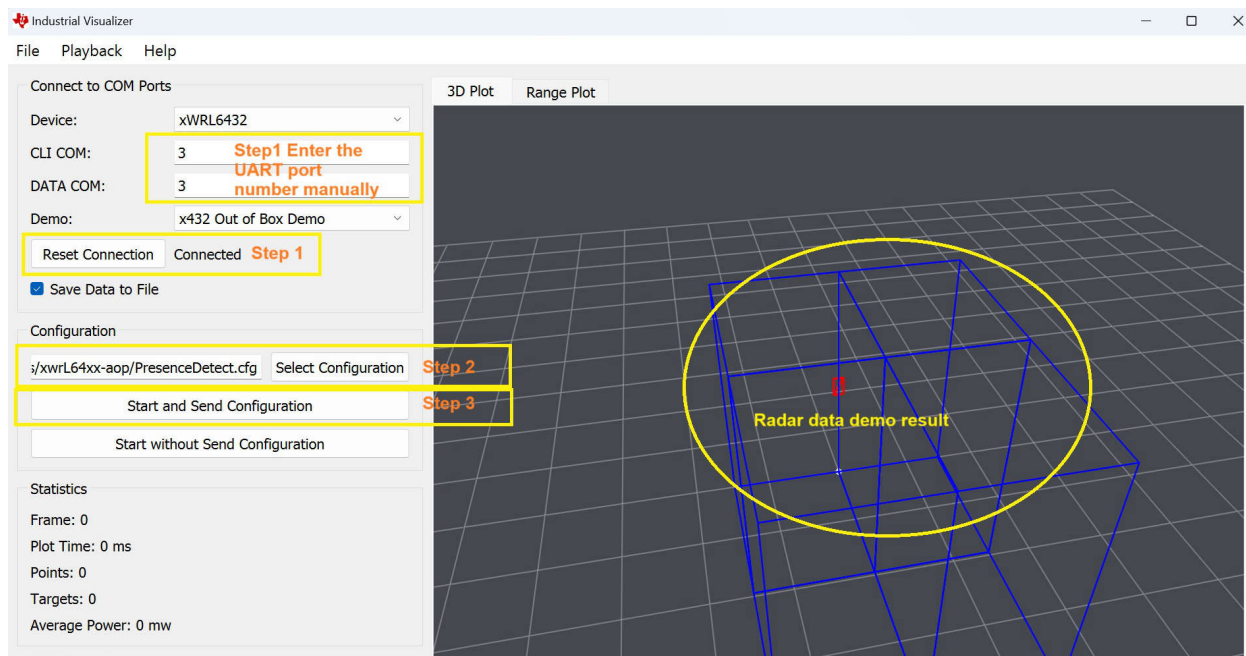 Industrial Visualizer
File Playback Help
Connect to COM Ports
Device: xWRL6432
CLI COM: 3
DATA COM: 3
Step1 Enter the
UART port
number manually
Demo: x432 Out of Box Demo
Reset Connection Connected Step 1
Save Data to File
Configuration
s/xwrL64xx-aop/PresenceDetect.cfg Select Configuration Step 2
Start and Send Configuration Step 3
Start without Send Configuration
Statistics
Frame: 0
Plot Time: 0 ms
Points: 0
Targets: 0
Average Power: 0 mw
3D Plot Range Plot
Radar data demo result